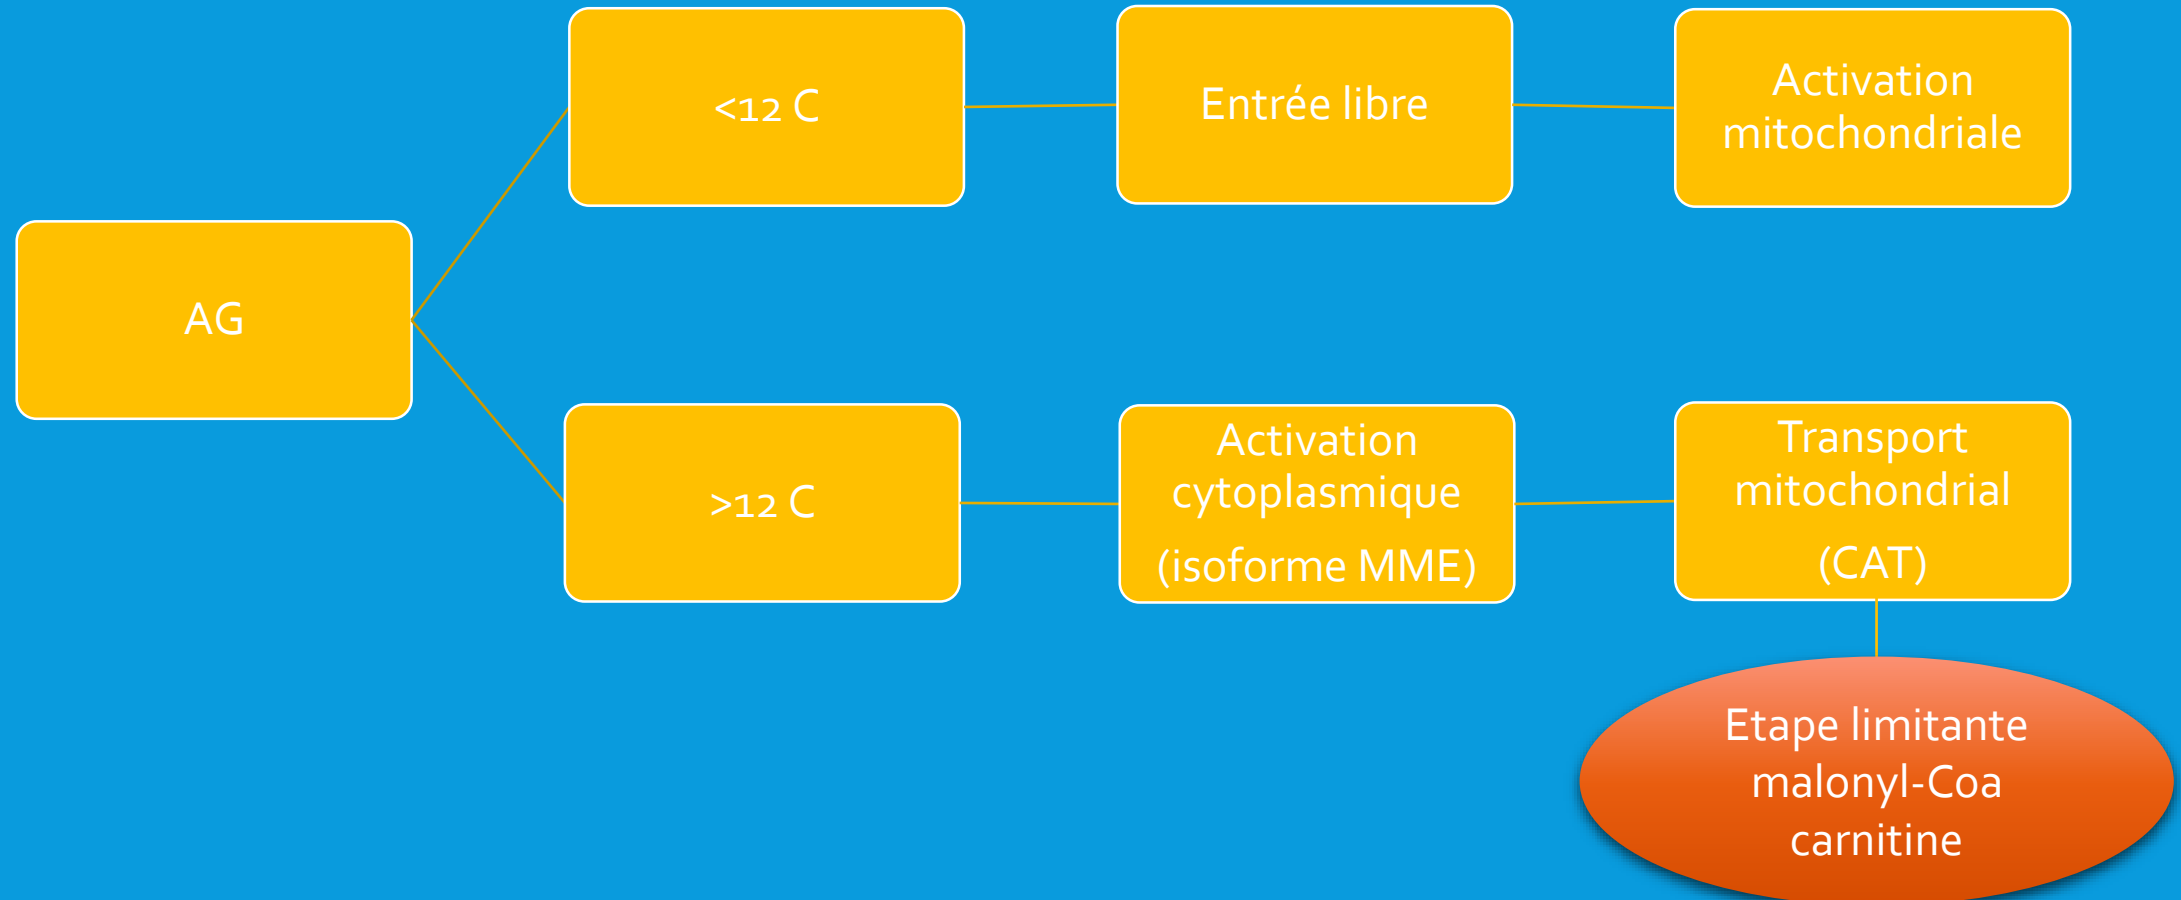 AG
<12 C
Entrée libre
Activation
mitochondriale
>12 C
Activation
cytoplasmique
(isoforme MME)
Transport
mitochondrial
(CAT)
Etape limitante
malonyl-Coa
carnitine